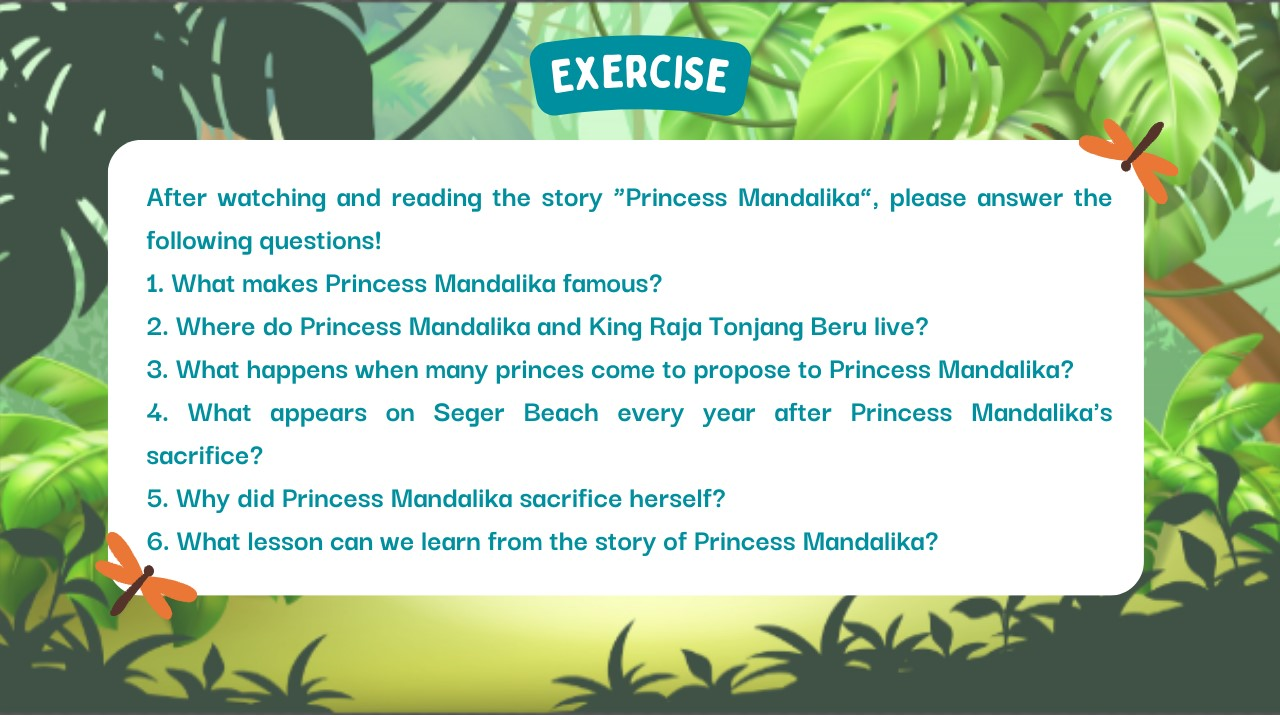 EXERCISE
After watching and reading the story ”Princess Mandalika“, please answer the
following questions!
1. What makes Princess Mandalika famous?
2. Where do Princess Mandalika and King Raja Tonjang Beru live?
3. What happens when many princes come to propose to Princess Mandalika?
4. What appears on Seger Beach every year after Princess Mandalika’s
sacrifice?
5. Why did Princess Mandalika sacrifice herself?
6. What lesson can we learn from the story of Princess Mandalika?